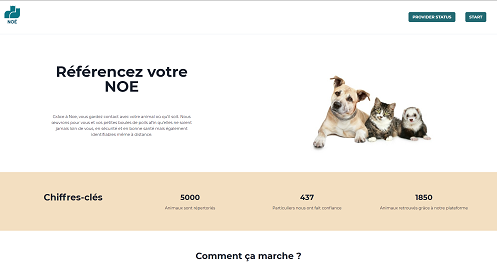 NOE
PROVIDER STATUS
START
Référencez votre
NOE
Grâce à Noe, vous gardez contact avec votre animal où qu'il soit. Nous
œuvrons pour vous et vos petites boules de poils afin qu'elles ne soient
jamais loin de vous, en sécurité et en bonne santé mais également
identifiables même à distance.
Chiffres-clés
5000
Animaux sont répertoriés
437
Particuliers nous ont fait confiance
1850
Animaux retrouvés grâce à notre plateforme
Comment ça marche ?